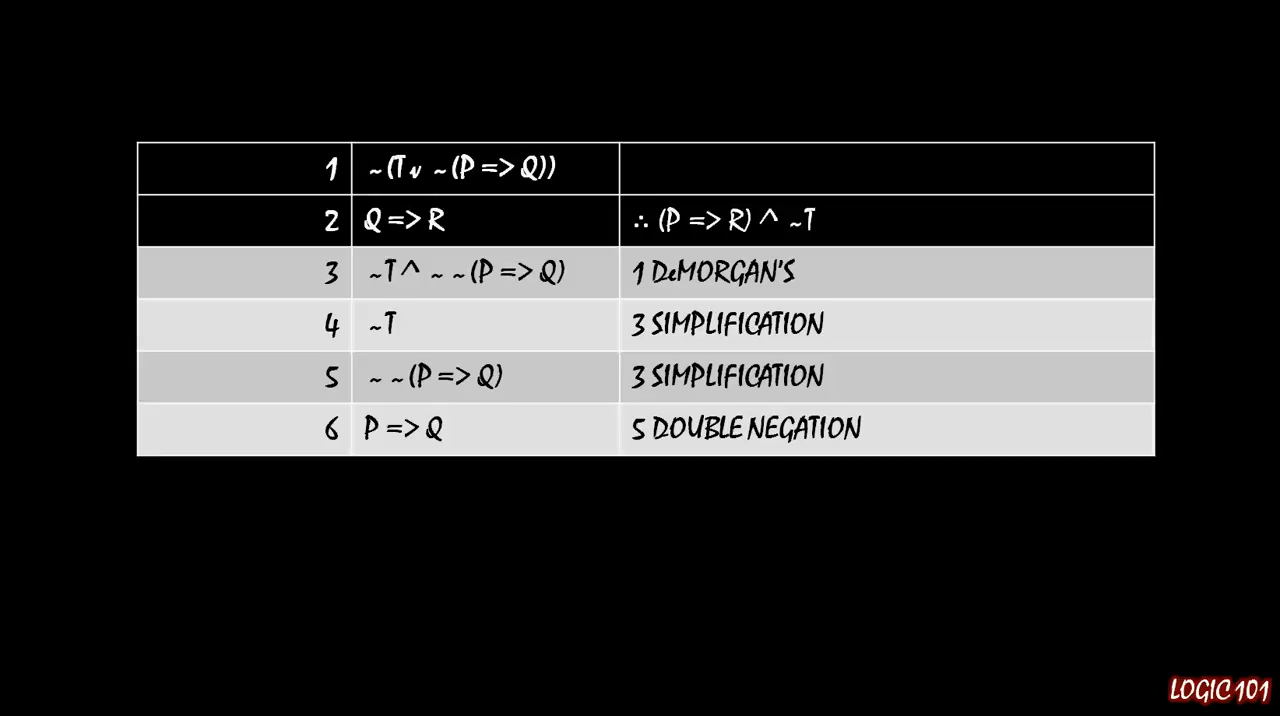 1 ~(T v ~(P => Q))
2 Q => R ∴ (P => R) ^ ~T
3 ~T ^ ~ ~(P => Q) 1 DeMORGAN'S
4 ~T 3 SIMPLIFICATION
5 ~ ~(P => Q) 3 SIMPLIFICATION
6 P => Q 5 DOUBLE NEGATION
LOGIC 101